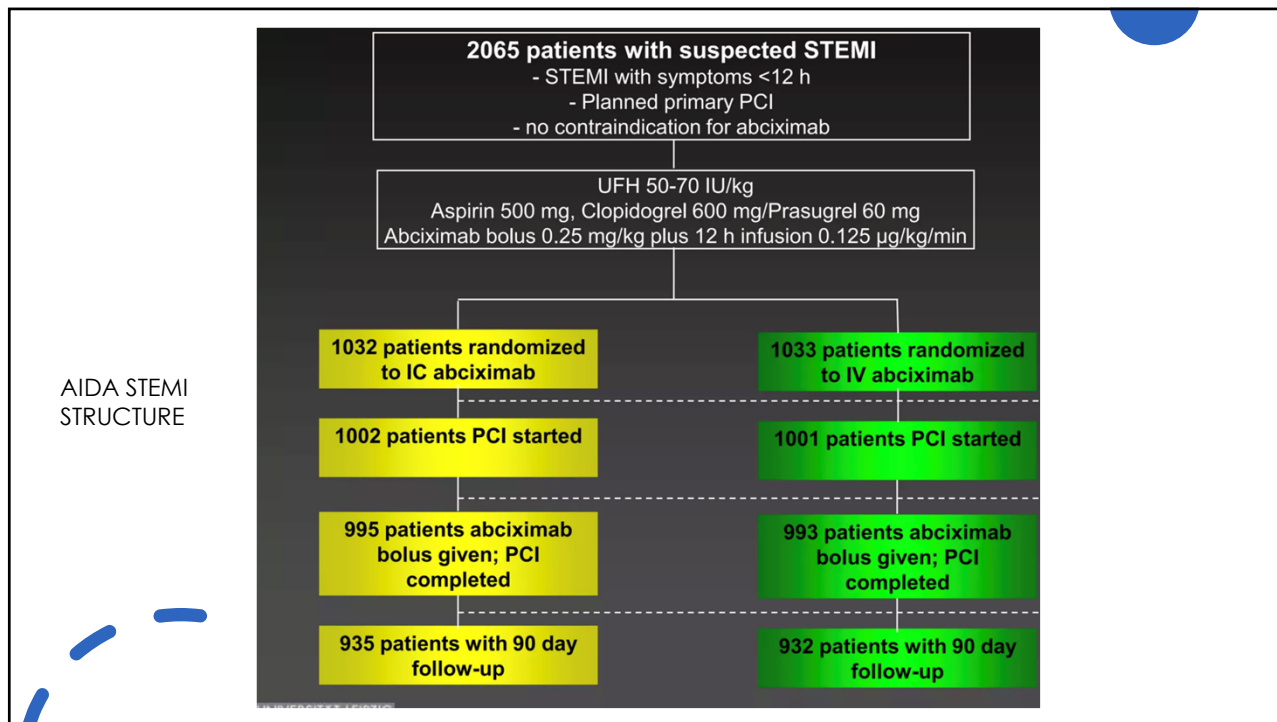 2065 patients with suspected STEMI
- STEMI with symptoms <12 h
- Planned primary PCI
- no contraindication for abciximab
UFH 50-70 IU/kg
Aspirin 500 mg, Clopidogrel 600 mg/Prasugrel 60 mg
Abciximab bolus 0.25 mg/kg plus 12 h infusion 0.125 µg/kg/min
AIDA STEMI
STRUCTURE
1032 patients randomized
to IC abciximab
1033 patients randomized
to IV abciximab
1002 patients PCI started
1001 patients PCI started
995 patients abciximab
bolus given; PCI
completed
993 patients abciximab
bolus given; PCI
completed
935 patients with 90 day
follow-up
932 patients with 90 day
follow-up